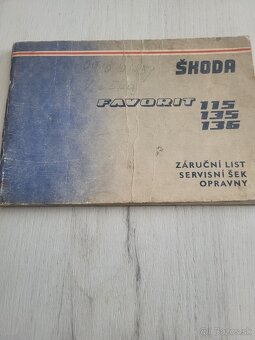 ŠKODA
FAVORIT 115
135
136
ZÁRUČNÍ LIST
SERVISNÍ ŠEK
OPRAVNY